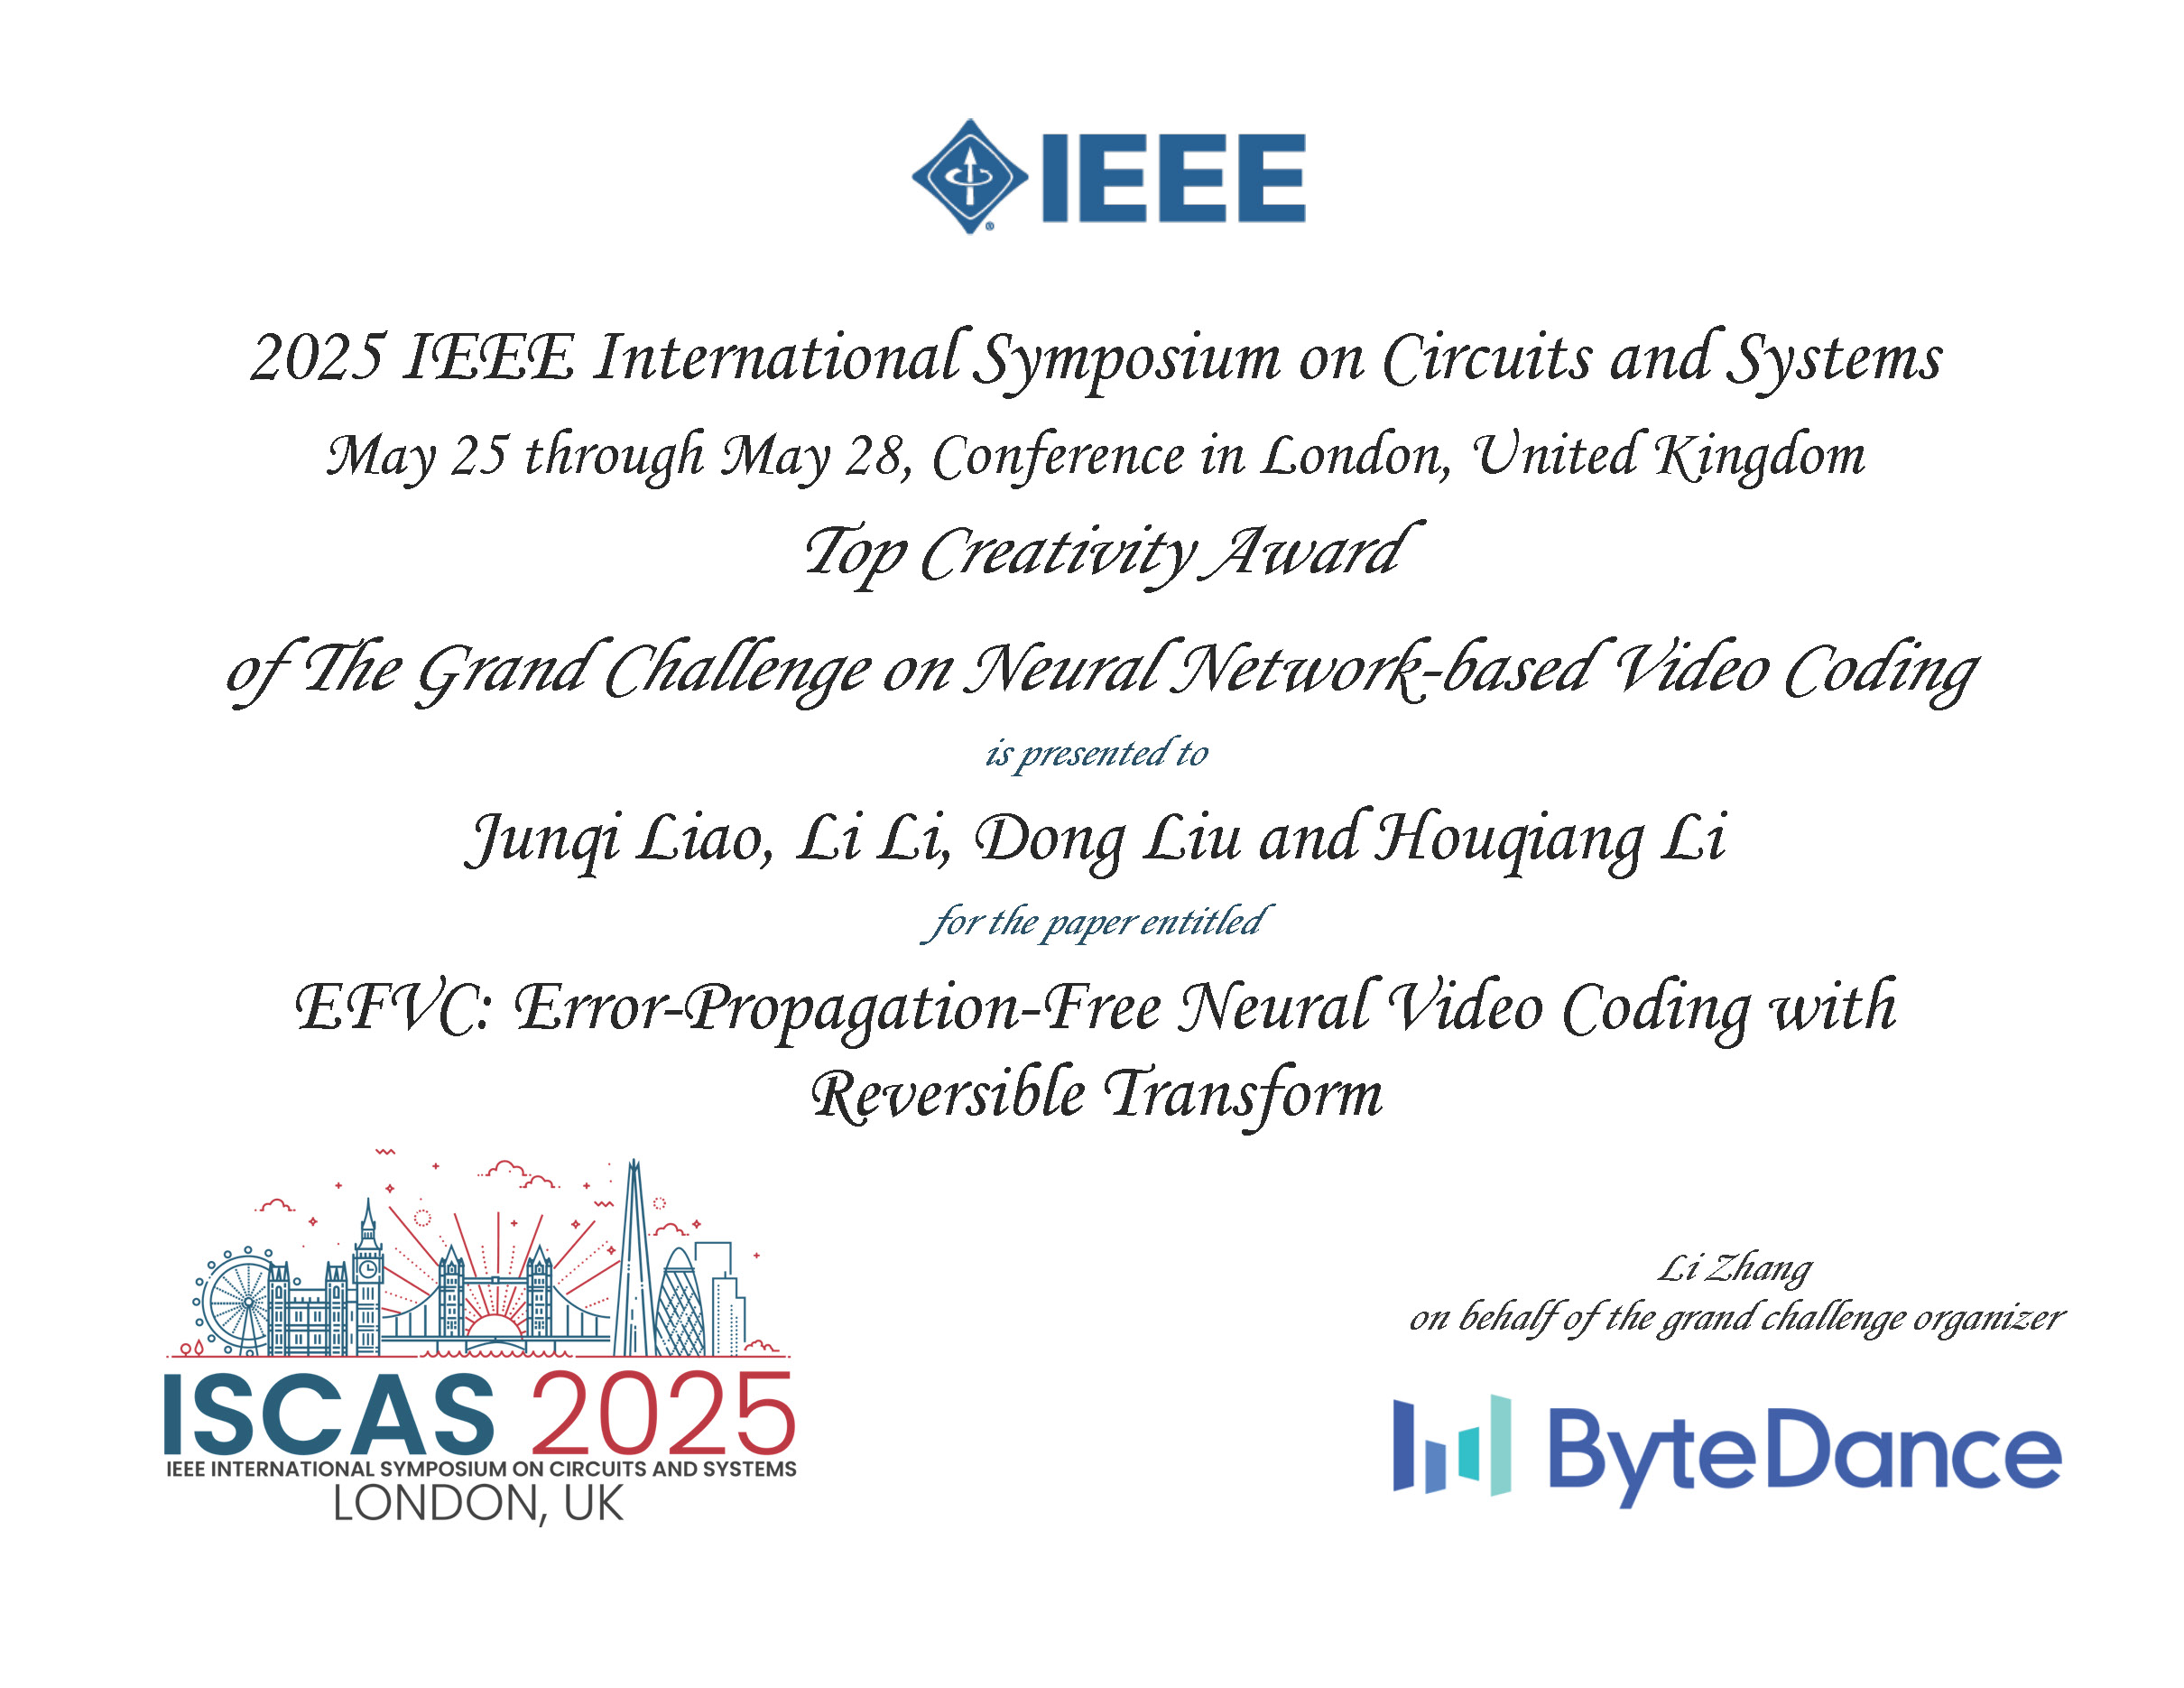 IEEE
2025 IEEE International Symposium on Circuits and Systems
May 25 through May 28, Conference in London, United Kingdom
Top Creativity Award
of The Grand Challenge on Neural Network-based Video Coding
is presented to
Junqi Liao, Li Li, Dong Liu and Houqiang Li
for the paper entitled
EFVC: Error-Propagation-Free Neural Video Coding with
Reversible Transform
Li Zhang
on behalf of the grand challenge organizer
ISCAS 2025
IEEE INTERNATIONAL SYMPOSIUM ON CIRCUITS AND SYSTEMS
LONDON, UK
ByteDance